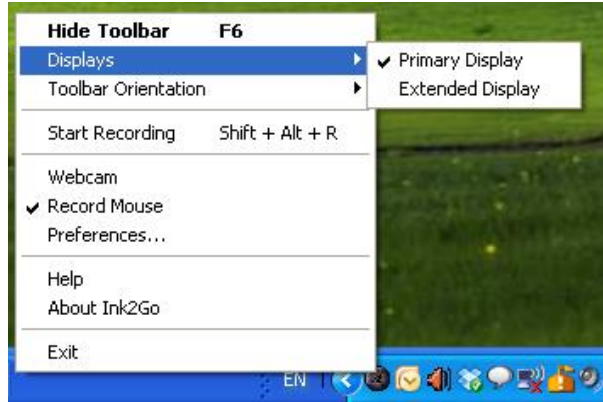 Hide Toolbar F6
Displays
Primary Display
Toolbar Orientation
Extended Display
Start Recording Shift + Alt + R
Webcam
Record Mouse
Preferences...
Help
About Ink2Go
Exit
EN